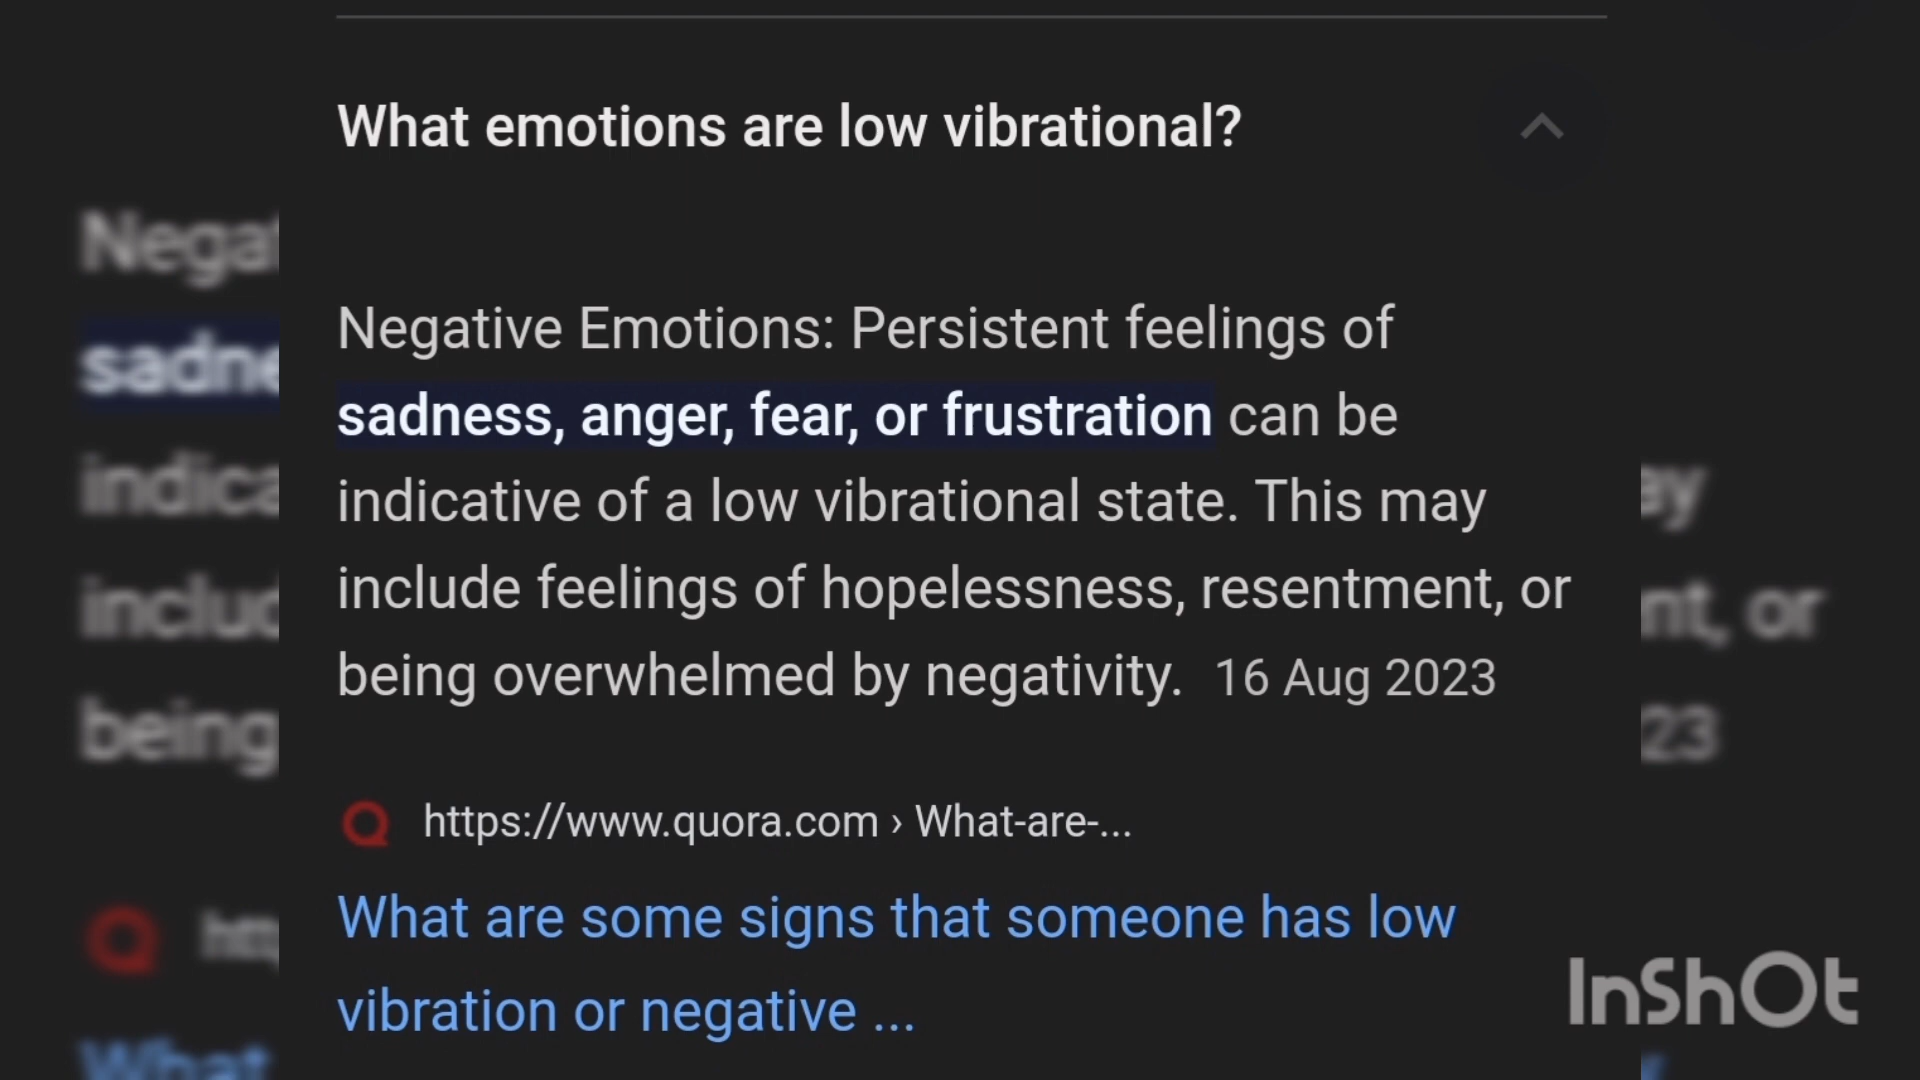 What emotions are low vibrational?
Negative Emotions: Persistent feelings of
sadness, anger, fear, or frustration can be
indicative of a low vibrational state. This may
include feelings of hopelessness, resentment, or
being overwhelmed by negativity. 16 Aug 2023
https://www.quora.com › What-are-...
What are some signs that someone has low
vibration or negative ...
InShOt